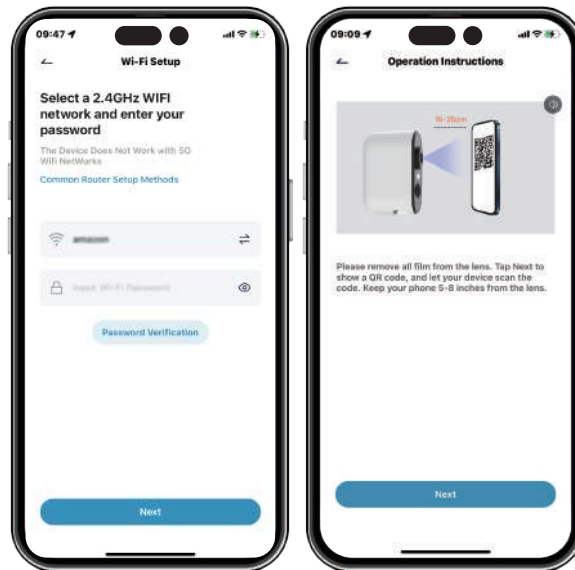 09:47
Wi-Fi Setup
Select a 2.4GHz WIFI
network and enter your
password
The Device Does Not Work with 5G
Wifi NetWorks
Common Router Setup Methods
amazon
Input Wi-Fi Password
Password Verification
Next
09:09
Operation Instructions
Please remove all film from the lens. Tap Next to
show a QR code, and let your device scan the
code. Keep your phone 5-8 inches from the lens.
Next